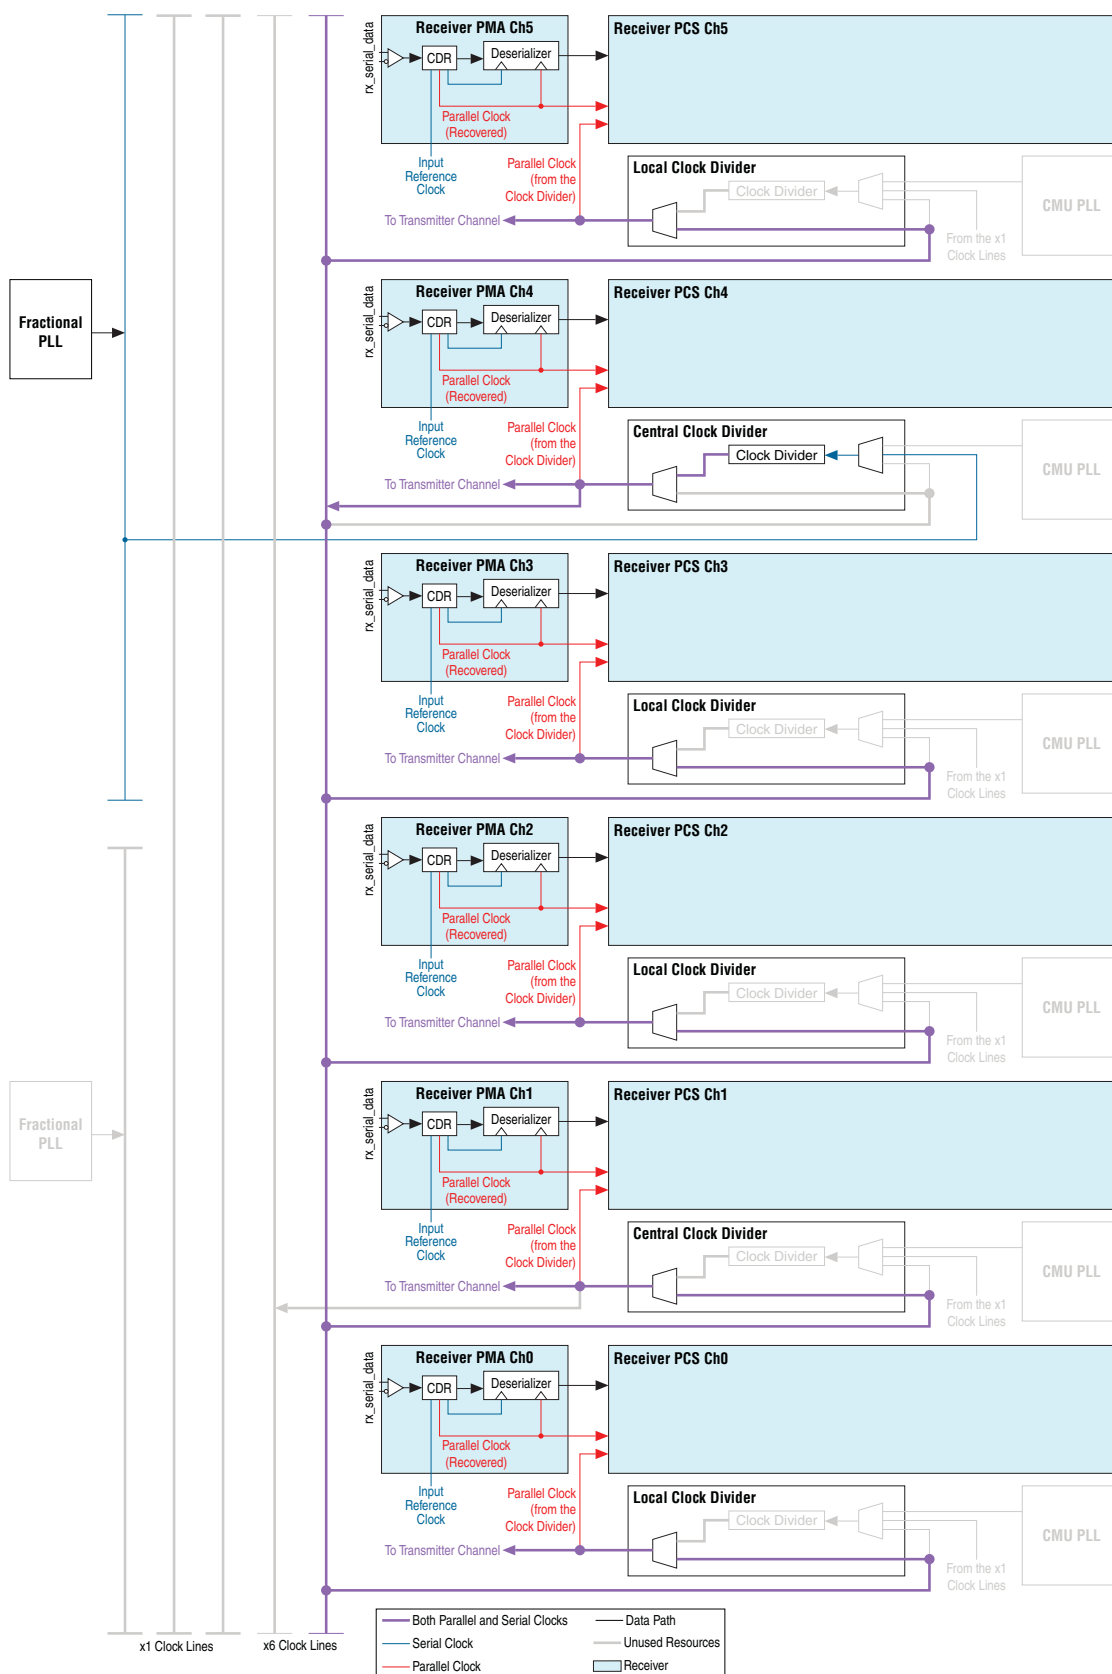 Receiver PMA Ch5
Receiver PCS Ch5
rx_serial_data
CDR
Deserializer
Parallel Clock
(Recovered)
Input
Reference
Clock
Parallel Clock
(from the
Clock Divider)
To Transmitter Channel
Local Clock Divider
Clock Divider
CMU PLL
From the x1
Clock Lines
Fractional
PLL
Receiver PMA Ch4
Receiver PCS Ch4
rx_serial_data
CDR
Deserializer
Parallel Clock
(Recovered)
Input
Reference
Clock
Parallel Clock
(from the
Clock Divider)
To Transmitter Channel
Central Clock Divider
Clock Divider
CMU PLL
Receiver PMA Ch3
Receiver PCS Ch3
rx_serial_data
CDR
Deserializer
Parallel Clock
(Recovered)
Input
Reference
Clock
Parallel Clock
(from the
Clock Divider)
To Transmitter Channel
Local Clock Divider
Clock Divider
CMU PLL
From the x1
Clock Lines
Receiver PMA Ch2
Receiver PCS Ch2
rx_serial_data
CDR
Deserializer
Parallel Clock
(Recovered)
Input
Reference
Clock
Parallel Clock
(from the
Clock Divider)
To Transmitter Channel
Local Clock Divider
Clock Divider
CMU PLL
From the x1
Clock Lines
Fractional
PLL
Receiver PMA Ch1
Receiver PCS Ch1
rx_serial_data
CDR
Deserializer
Parallel Clock
(Recovered)
Input
Reference
Clock
Parallel Clock
(from the
Clock Divider)
To Transmitter Channel
Central Clock Divider
Clock Divider
CMU PLL
From the x1
Clock Lines
Receiver PMA Ch0
Receiver PCS Ch0
rx_serial_data
CDR
Deserializer
Parallel Clock
(Recovered)
Input
Reference
Clock
Parallel Clock
(from the
Clock Divider)
To Transmitter Channel
Local Clock Divider
Clock Divider
CMU PLL
From the x1
Clock Lines
x1 Clock Lines
x6 Clock Lines
Both Parallel and Serial Clocks
Serial Clock
Parallel Clock
Data Path
Unused Resources
Receiver